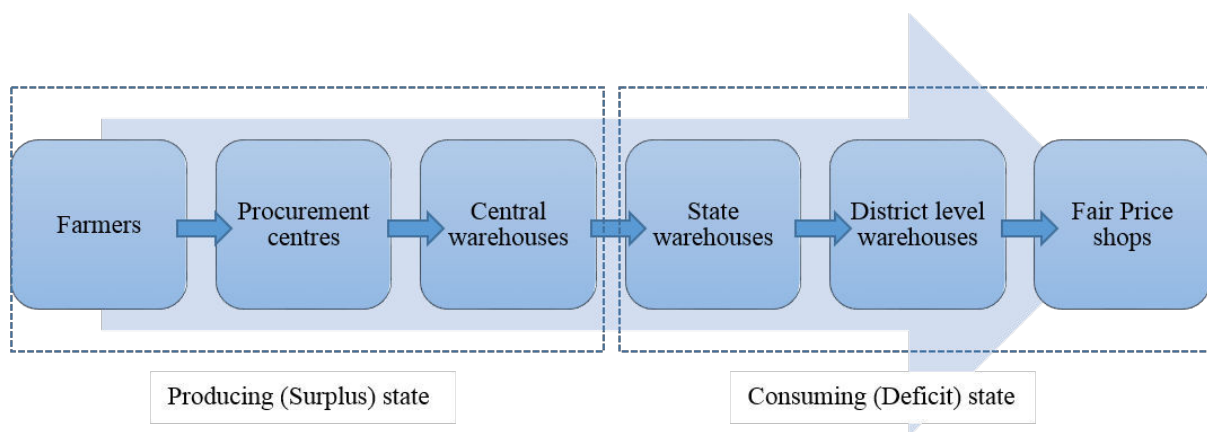 Farmers
Procurement
centres
Central
warehouses
State
warehouses
District level
warehouses
Fair Price
shops
Producing (Surplus) state
Consuming (Deficit) state